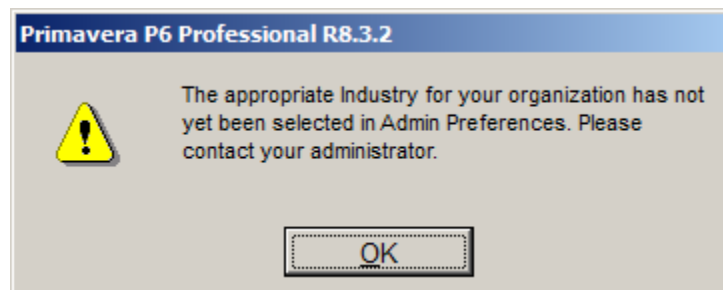 Primavera P6 Professional R8.3.2
The appropriate Industry for your organization has not
yet been selected in Admin Preferences. Please
contact your administrator.
OK